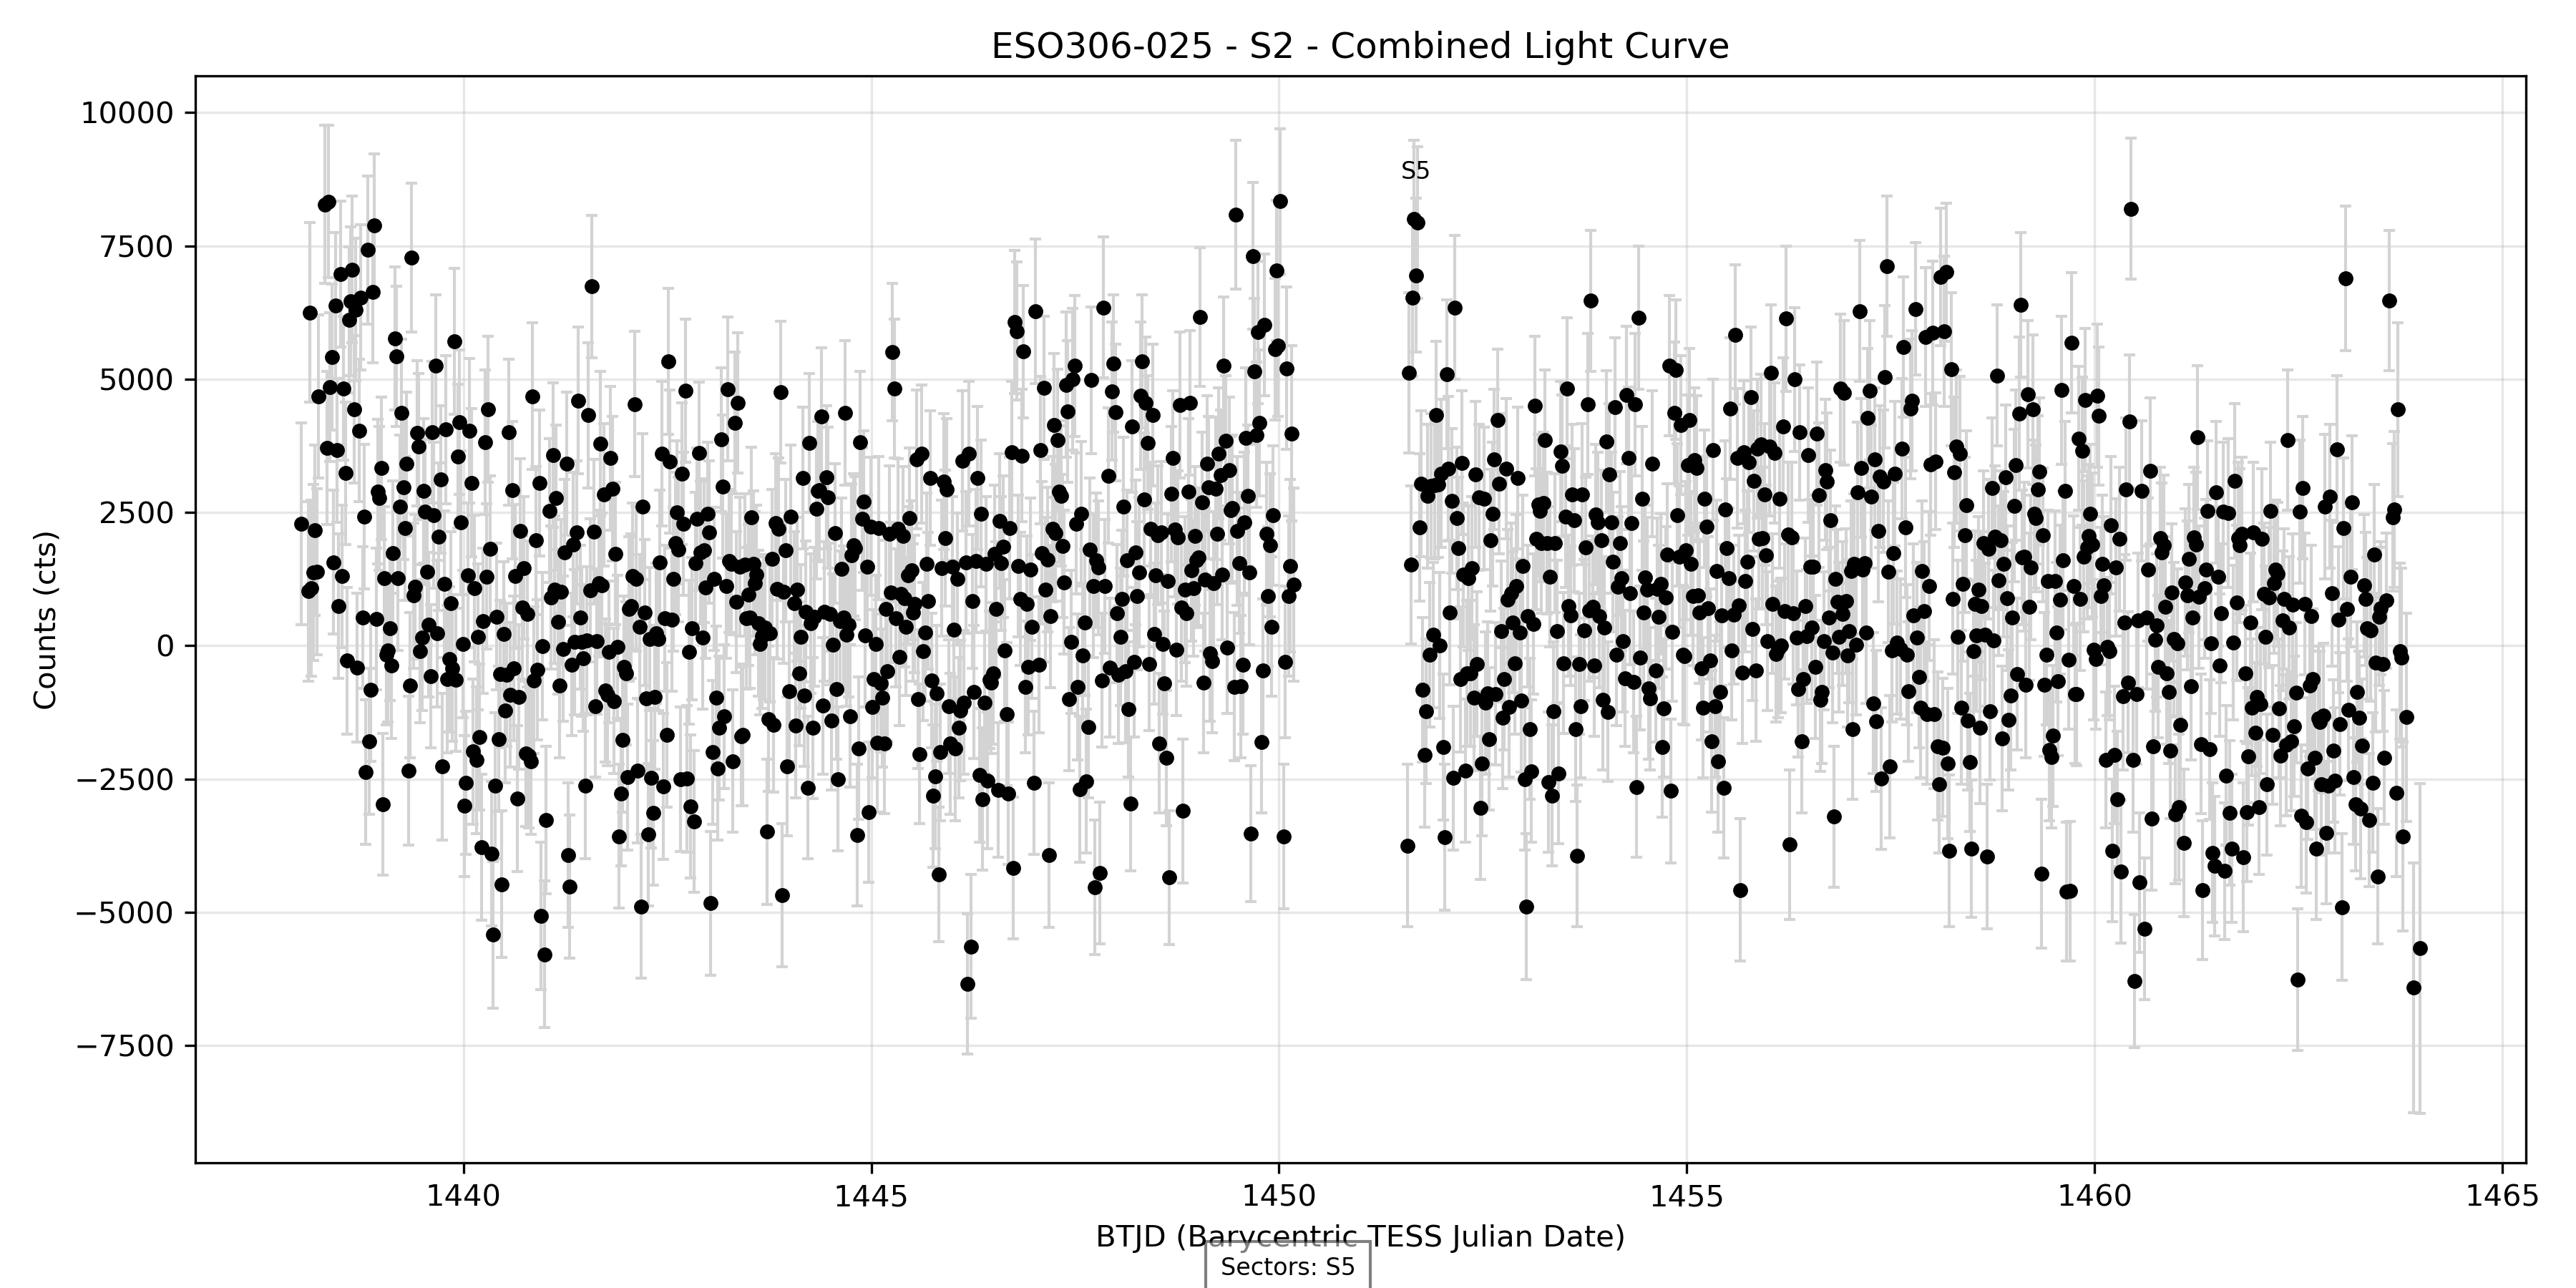 ESO306-025 - S2 - Combined Light Curve
Counts (cts)
10000
7500
5000
2500
0
−2500
−5000
−7500
S5
1440
1445
1450
1455
1460
1465
BTJD (Barycentric TESS Julian Date)
Sectors: S5